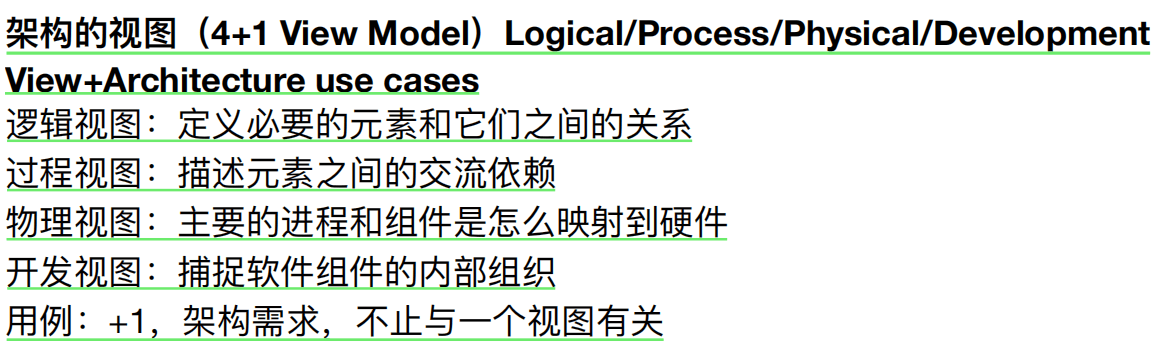 架构的视图（4+1 View Model）Logical/Process/Physical/Development
View+Architecture use cases
逻辑视图：定义必要的元素和它们之间的关系
过程视图：描述元素之间的交流依赖
物理视图：主要的进程和组件是怎么映射到硬件
开发视图：捕捉软件组件的内部组织
用例：+1，架构需求，不止与一个视图有关